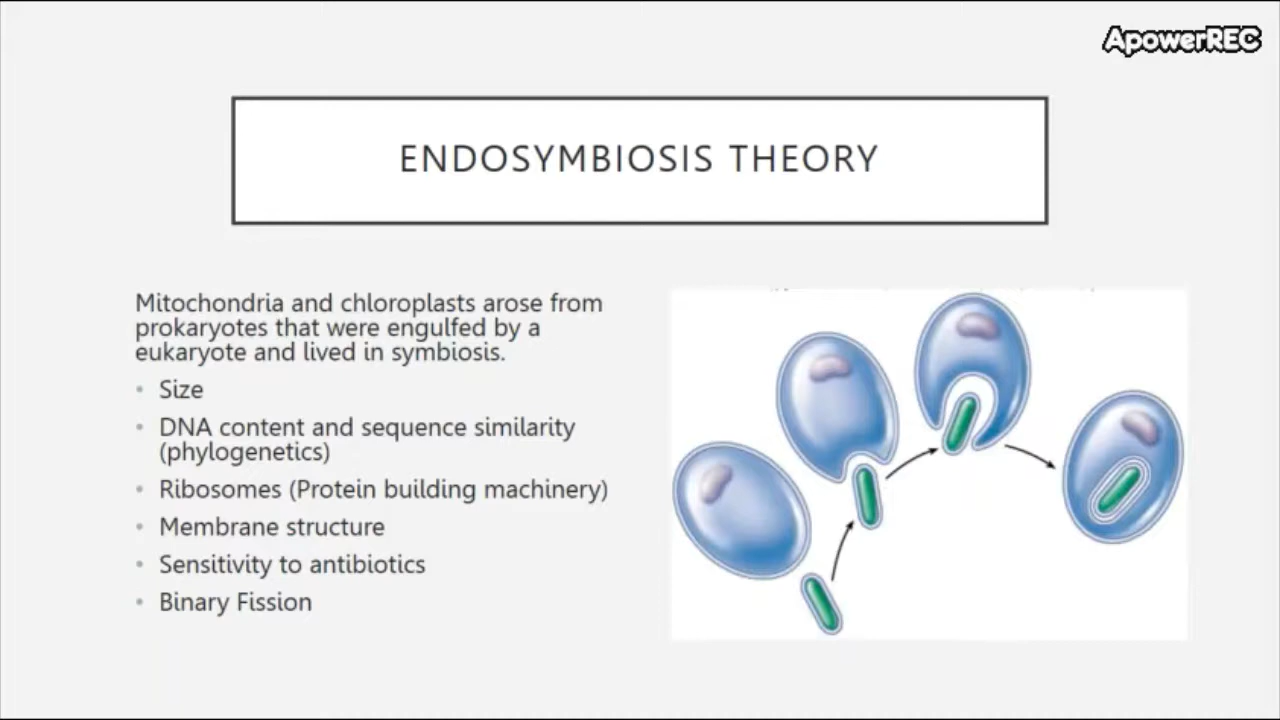 ApowerREC
ENDOSYMBIOSIS THEORY
Mitochondria and chloroplasts arose from
prokaryotes that were engulfed by a
eukaryote and lived in symbiosis.
• Size
• DNA content and sequence similarity
(phylogenetics)
• Ribosomes (Protein building machinery)
• Membrane structure
• Sensitivity to antibiotics
• Binary Fission